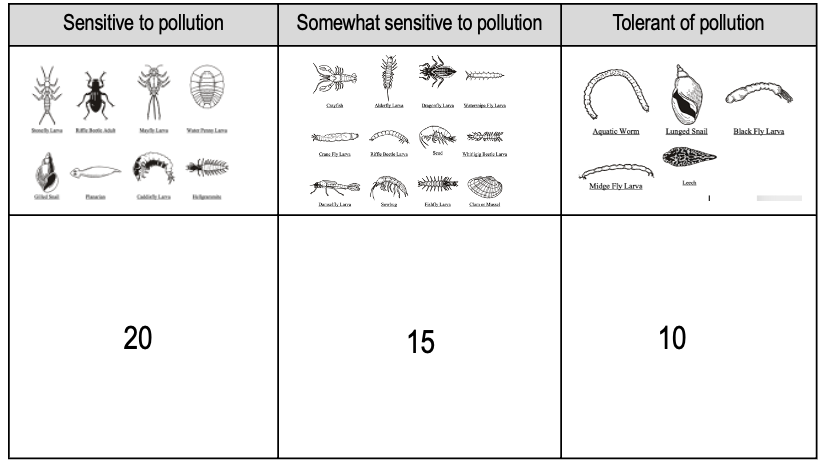 Sensitive to pollution
Somewhat sensitive to pollution
Tolerant of pollution
Stonefly Larva
Riffle Beetle Adult
Mayfly Larva
Water Penny Larva
Gilled Snail
Planarian
Caddisfly Larva
Hellgrammite
Crayfish
Alderfly Larva
Dragonfly Larva
Watersnipe Fly Larva
Crane Fly Larva
Riffle Beetle Larva
Scud
Whirligig Beetle Larva
Damselfly Larva
Sowbug
Fishfly Larva
Clam or Mussel
Aquatic Worm
Lunged Snail
Black Fly Larva
Midge Fly Larva
Leech
20
15
10